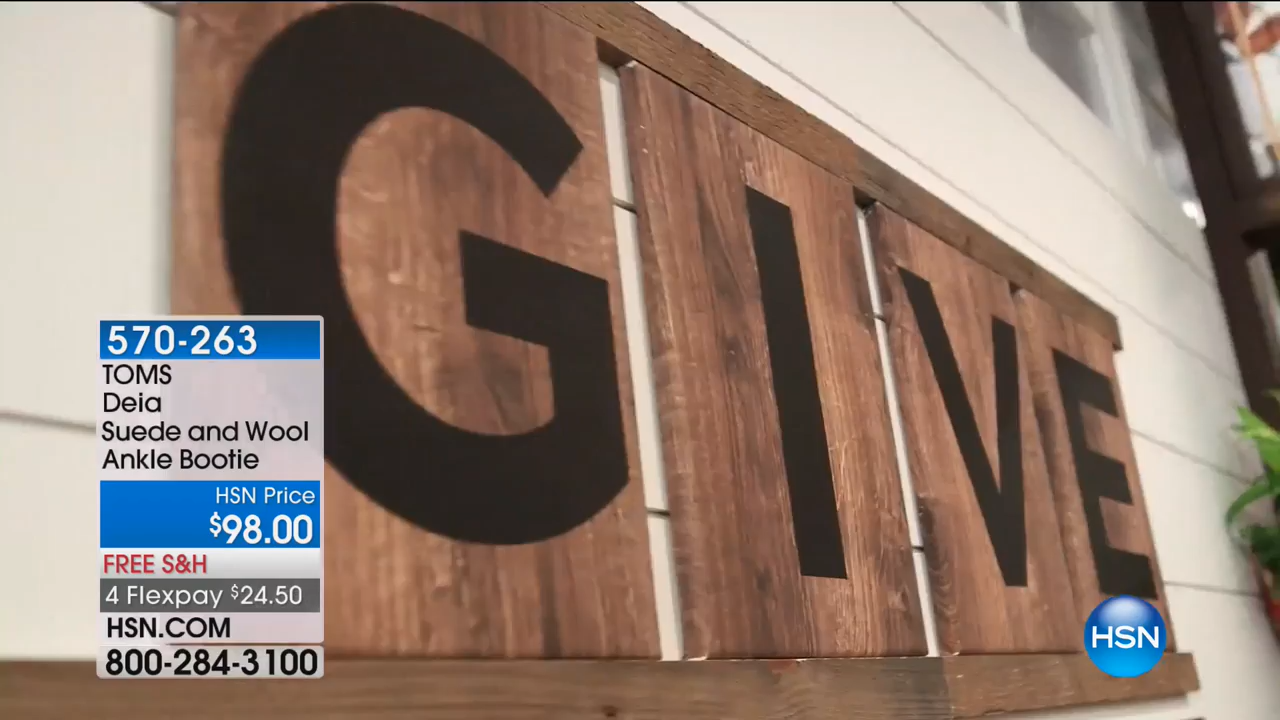 GIVE
570-263
TOMS
Deia
Suede and Wool
Ankle Bootie
HSN Price
$98.00
FREE S&H
4 Flexpay $24.50
HSN.COM
800-284-3100
HSN